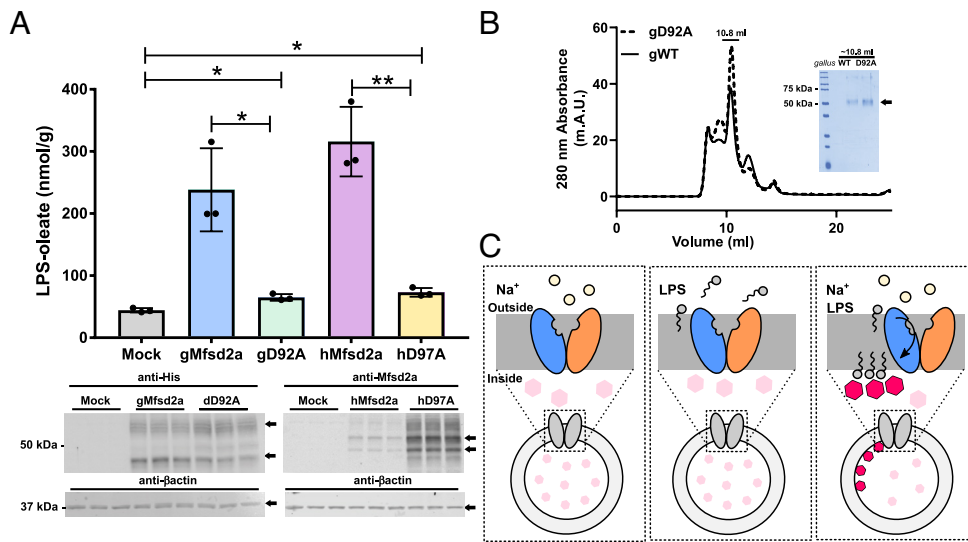 A
LPS-oleate (nmol/g)
400
300
200
100
0
*
*
*
**
Mock gMfsd2a gD92A hMfsd2a hD97A
anti-His
Mock gMfsd2a dD92A
50 kDa
anti-βactin
37 kDa
anti-Mfsd2a
Mock hMfsd2a hD97A
anti-βactin
B
280 nm Absorbance
(m.A.U.)
60
40
20
0
0 10 20
Volume (ml)
gD92A
gWT
10.8 ml
~10.8 ml
gallus WT D92A
75 kDa
50 kDa
C
Na+
Outside
Inside
LPS
Na+
LPS